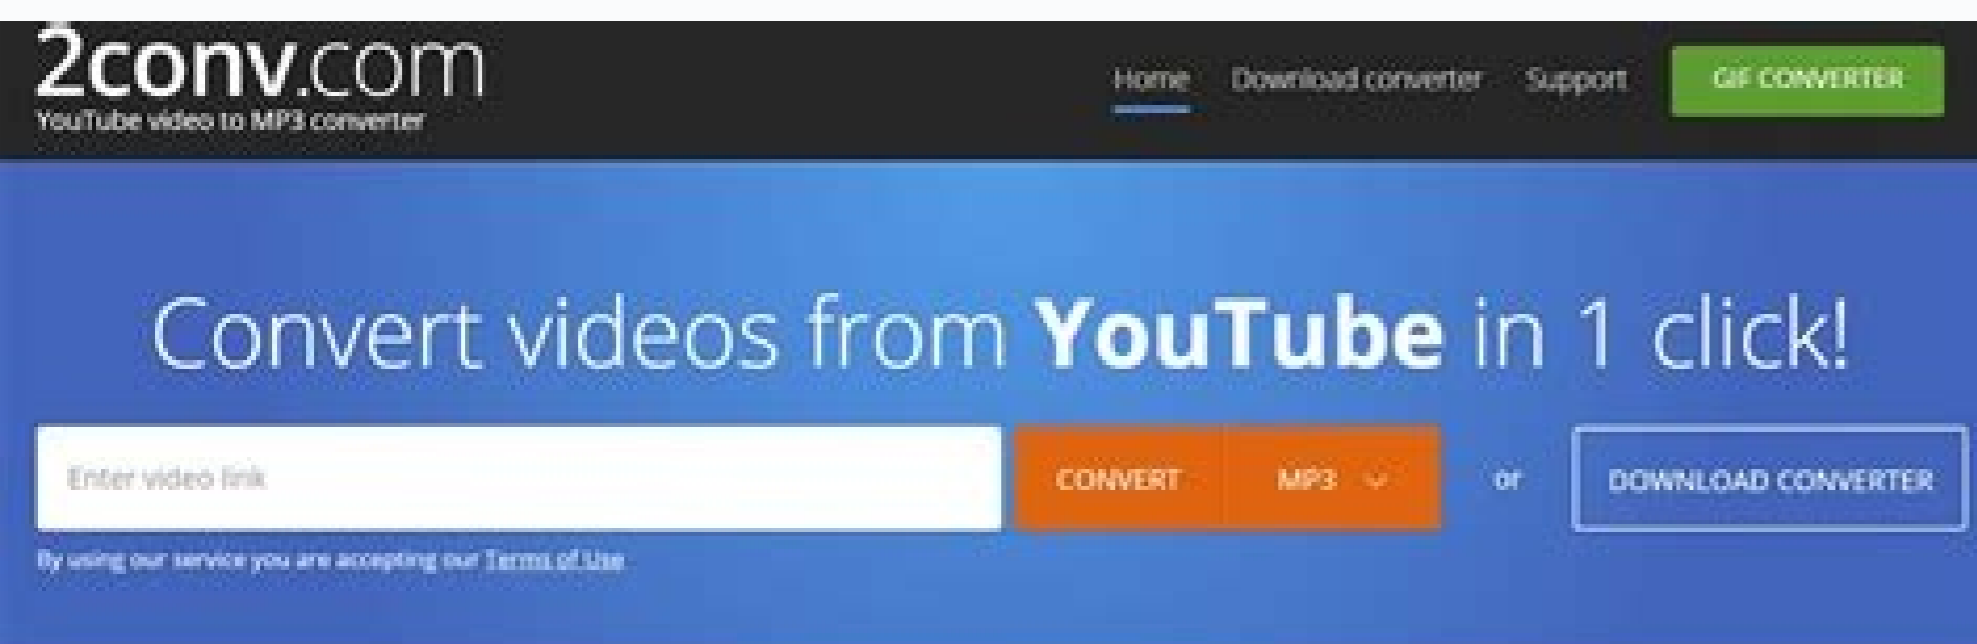 2conv.com
YouTube video to MP3 converter
Home Download converter Support GIF CONVERTER
Convert videos from YouTube in 1 click!
Enter video link CONVERT MP3 or DOWNLOAD CONVERTER
By using our service you are accepting our Terms of Use